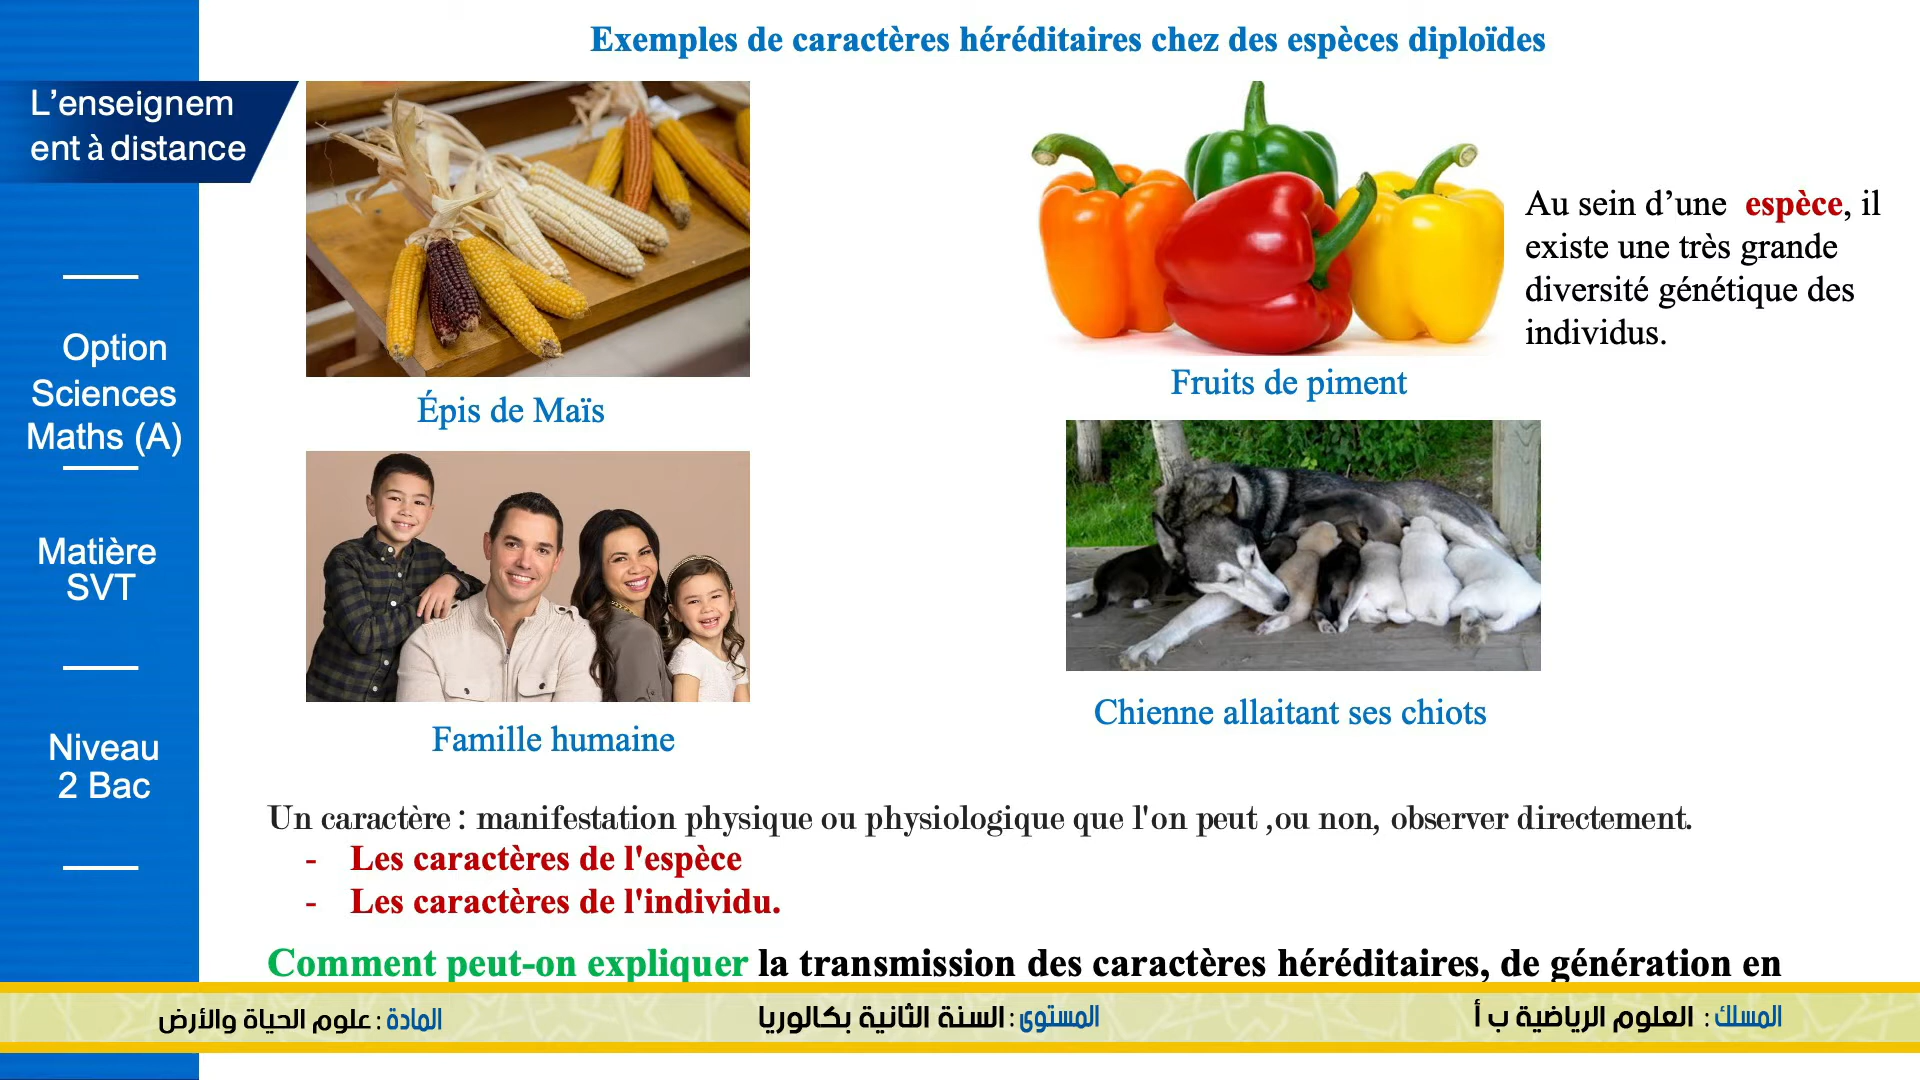 Exemples de caractères héréditaires chez des espèces diploïdes
L’enseignem
ent à distance
Option
Sciences
Maths (A)
Matière
SVT
Niveau
2 Bac
Épis de Maïs
Fruits de piment
Au sein d’une espèce, il
existe une très grande
diversité génétique des
individus.
Famille humaine
Chienne allaitant ses chiots
Un caractère : manifestation physique ou physiologique que l'on peut ,ou non, observer directement.
- Les caractères de l'espèce
- Les caractères de l'individu.
Comment peut-on expliquer la transmission des caractères héréditaires, de génération en
المسلك : العلوم الرياضية ب أ
المستوى : السنة الثانية بكالوريا
المادة : علوم الحياة والأرض